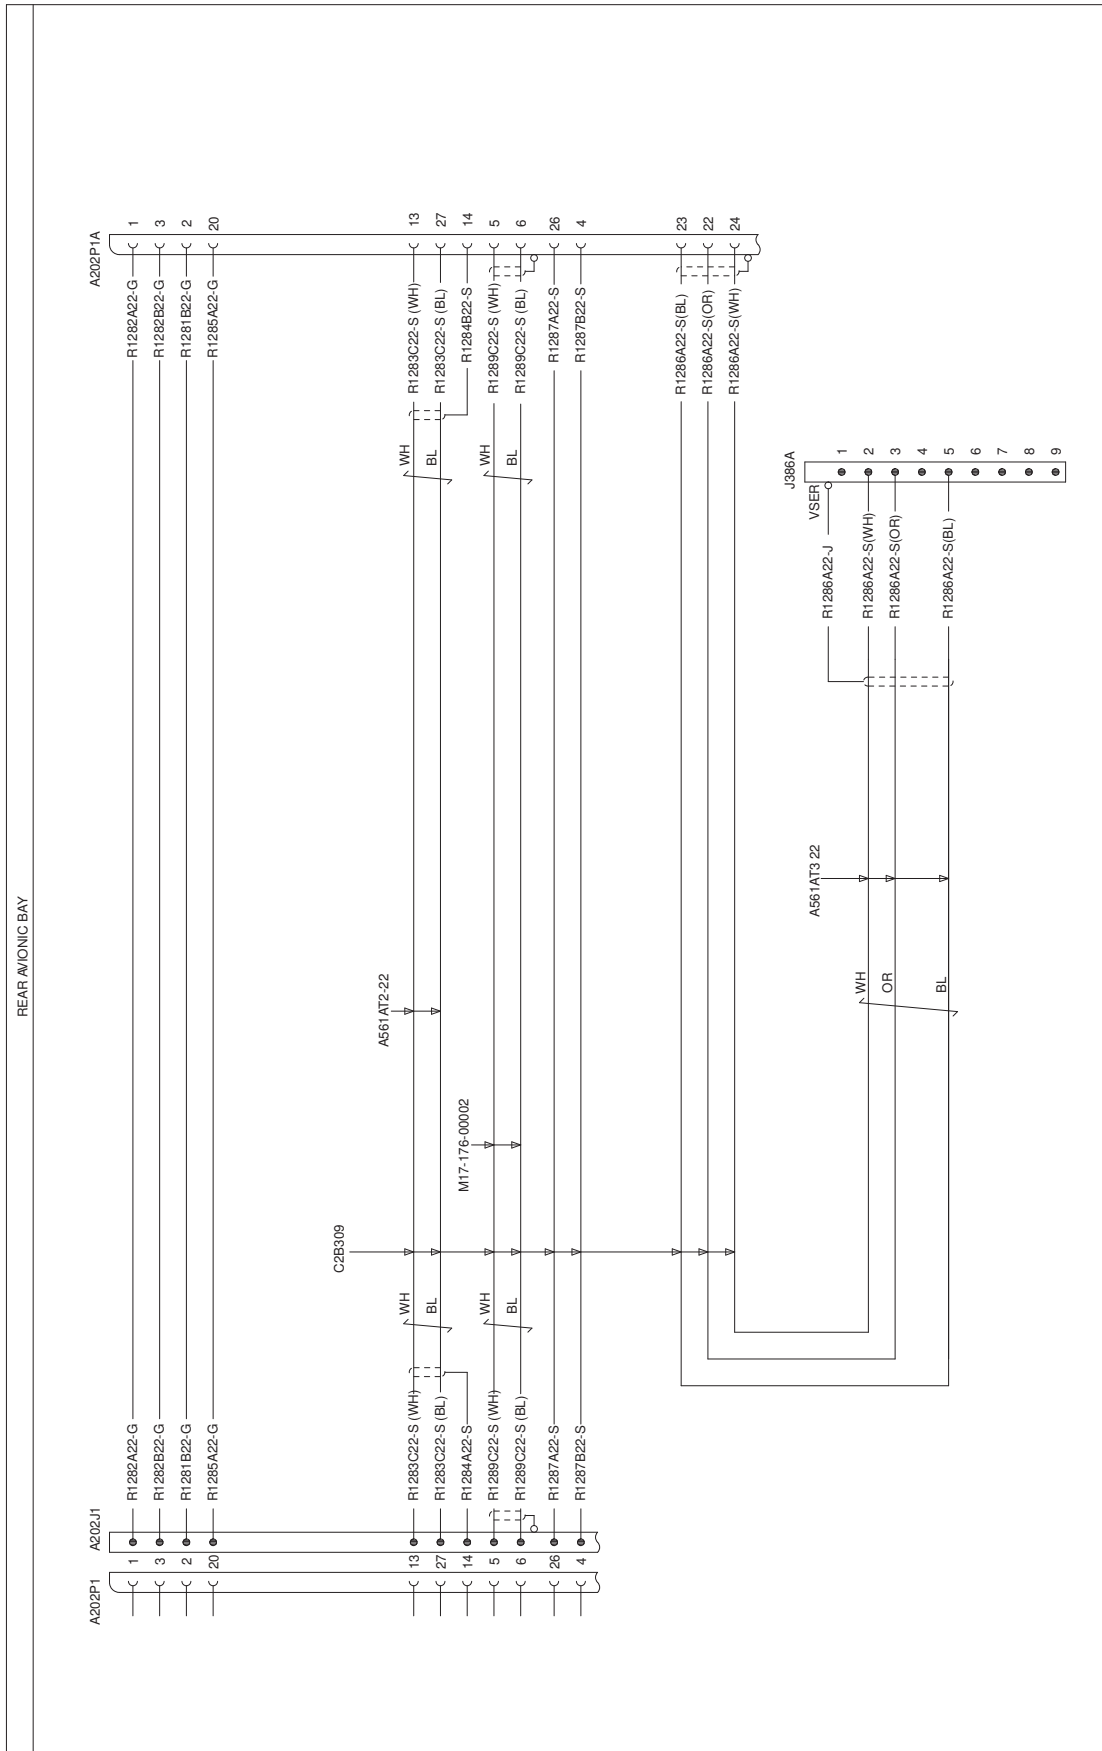 REAR AVIONIC BAY
A202P1
1
3
2
20
13
27
14
5
6
26
4
A202J1
R1282A22-G
R1282B22-G
R1281B22-G
R1285A22-G
R1283C22-S (WH)
R1283C22-S (BL)
R1284A22-S
R1289C22-S (WH)
R1289C22-S (BL)
R1287A22-S
R1287B22-S
WH
BL
WH
BL
C2B309
M17-176-00002
A561AT2-22
WH
BL
WH
BL
A202P1A
R1282A22-G 1
R1282B22-G 3
R1281B22-G 2
R1285A22-G 20
R1283C22-S (WH) 13
R1283C22-S (BL) 27
R1284B22-S 14
R1289C22-S (WH) 5
R1289C22-S (BL) 6
R1287A22-S 26
R1287B22-S 4
R1286A22-S(BL) 23
R1286A22-S(OR) 22
R1286A22-S(WH) 24
WH
OR
BL
A561AT3 22
J386A
VSER
R1286A22-J
1
R1286A22-S(WH) 2
R1286A22-S(OR) 3
4
R1286A22-S(BL) 5
6
7
8
9